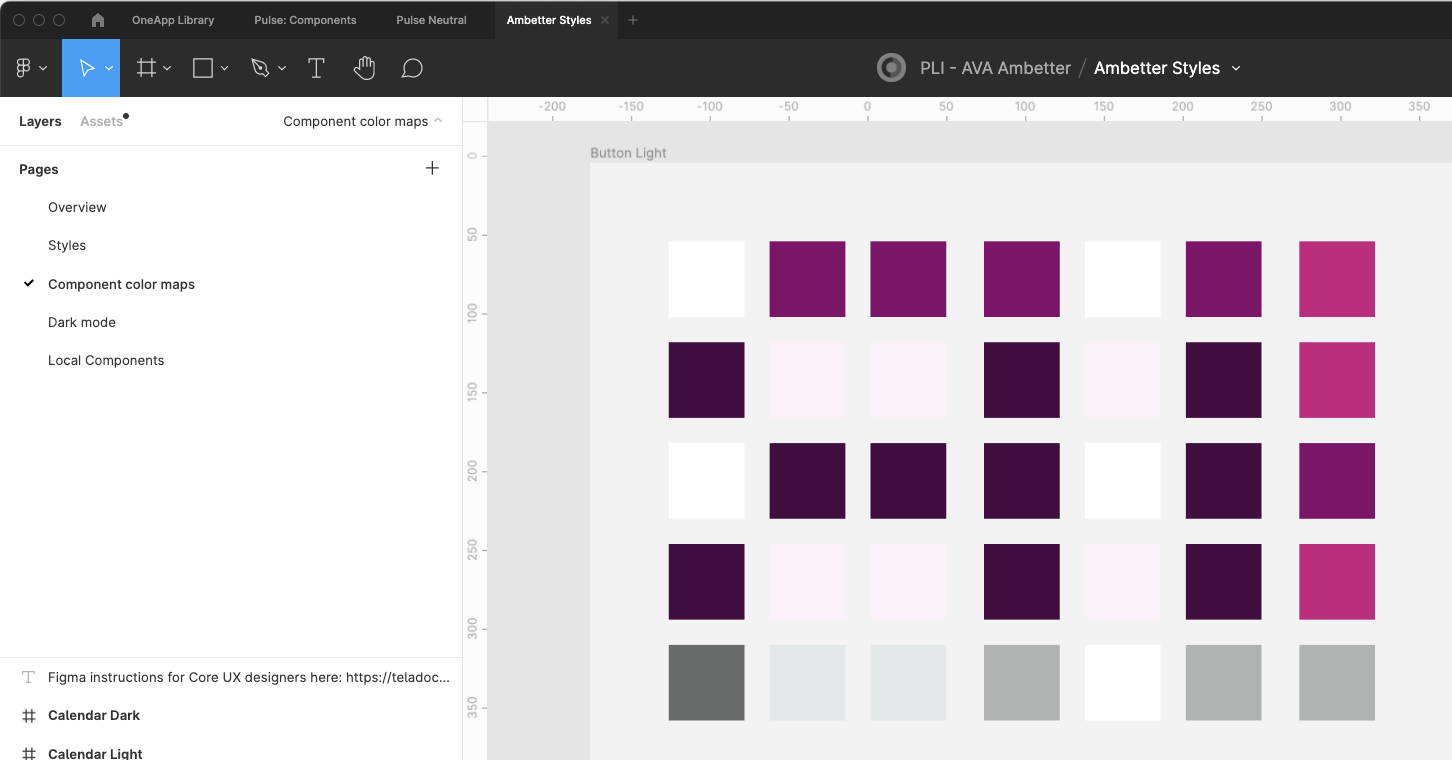 OneApp Library
Pulse: Components
Pulse Neutral
Ambetter Styles
PLI - AVA Ambetter / Ambetter Styles
Layers
Assets
Component color maps
Pages
Overview
Styles
Component color maps
Dark mode
Local Components
Figma instructions for Core UX designers here: https://teladoc...
Calendar Dark
Calendar Light
-200 -150 -100 -50 0 50 100 150 200 250 300 350
0
50
100
150
200
250
300
350
Button Light